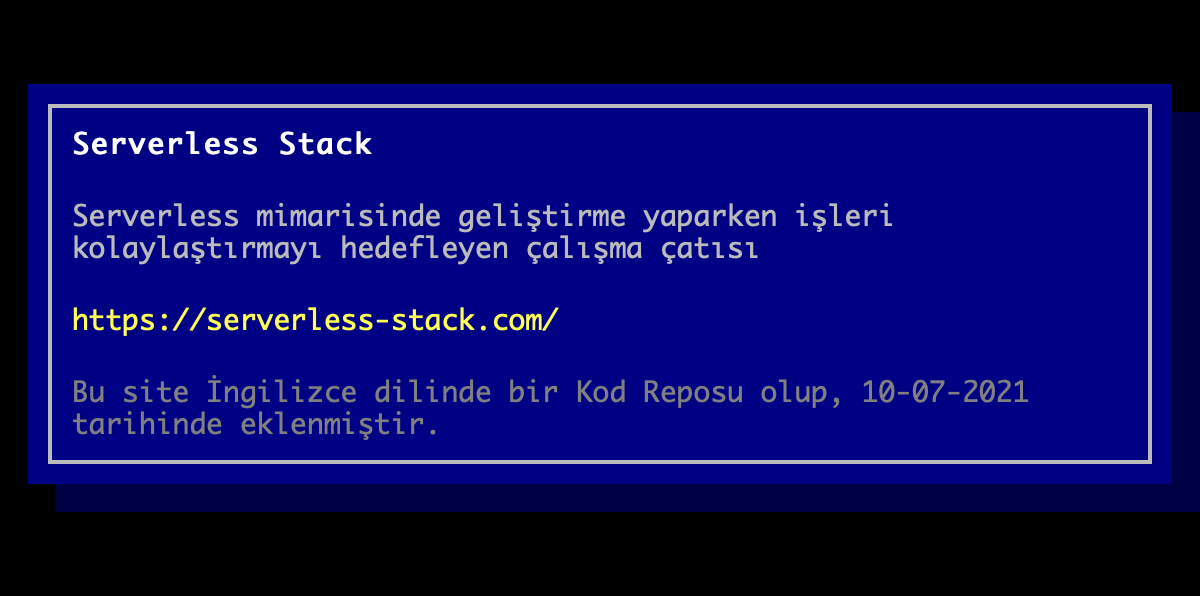 Serverless Stack
Serverless mimarisinde geliştirme yaparken işleri
kolaylaştırmayı hedefleyen çalışma çatısı
https://serverless-stack.com/
Bu site İngilizce dilinde bir Kod Reposu olup, 10-07-2021
tarihinde eklenmiştir.